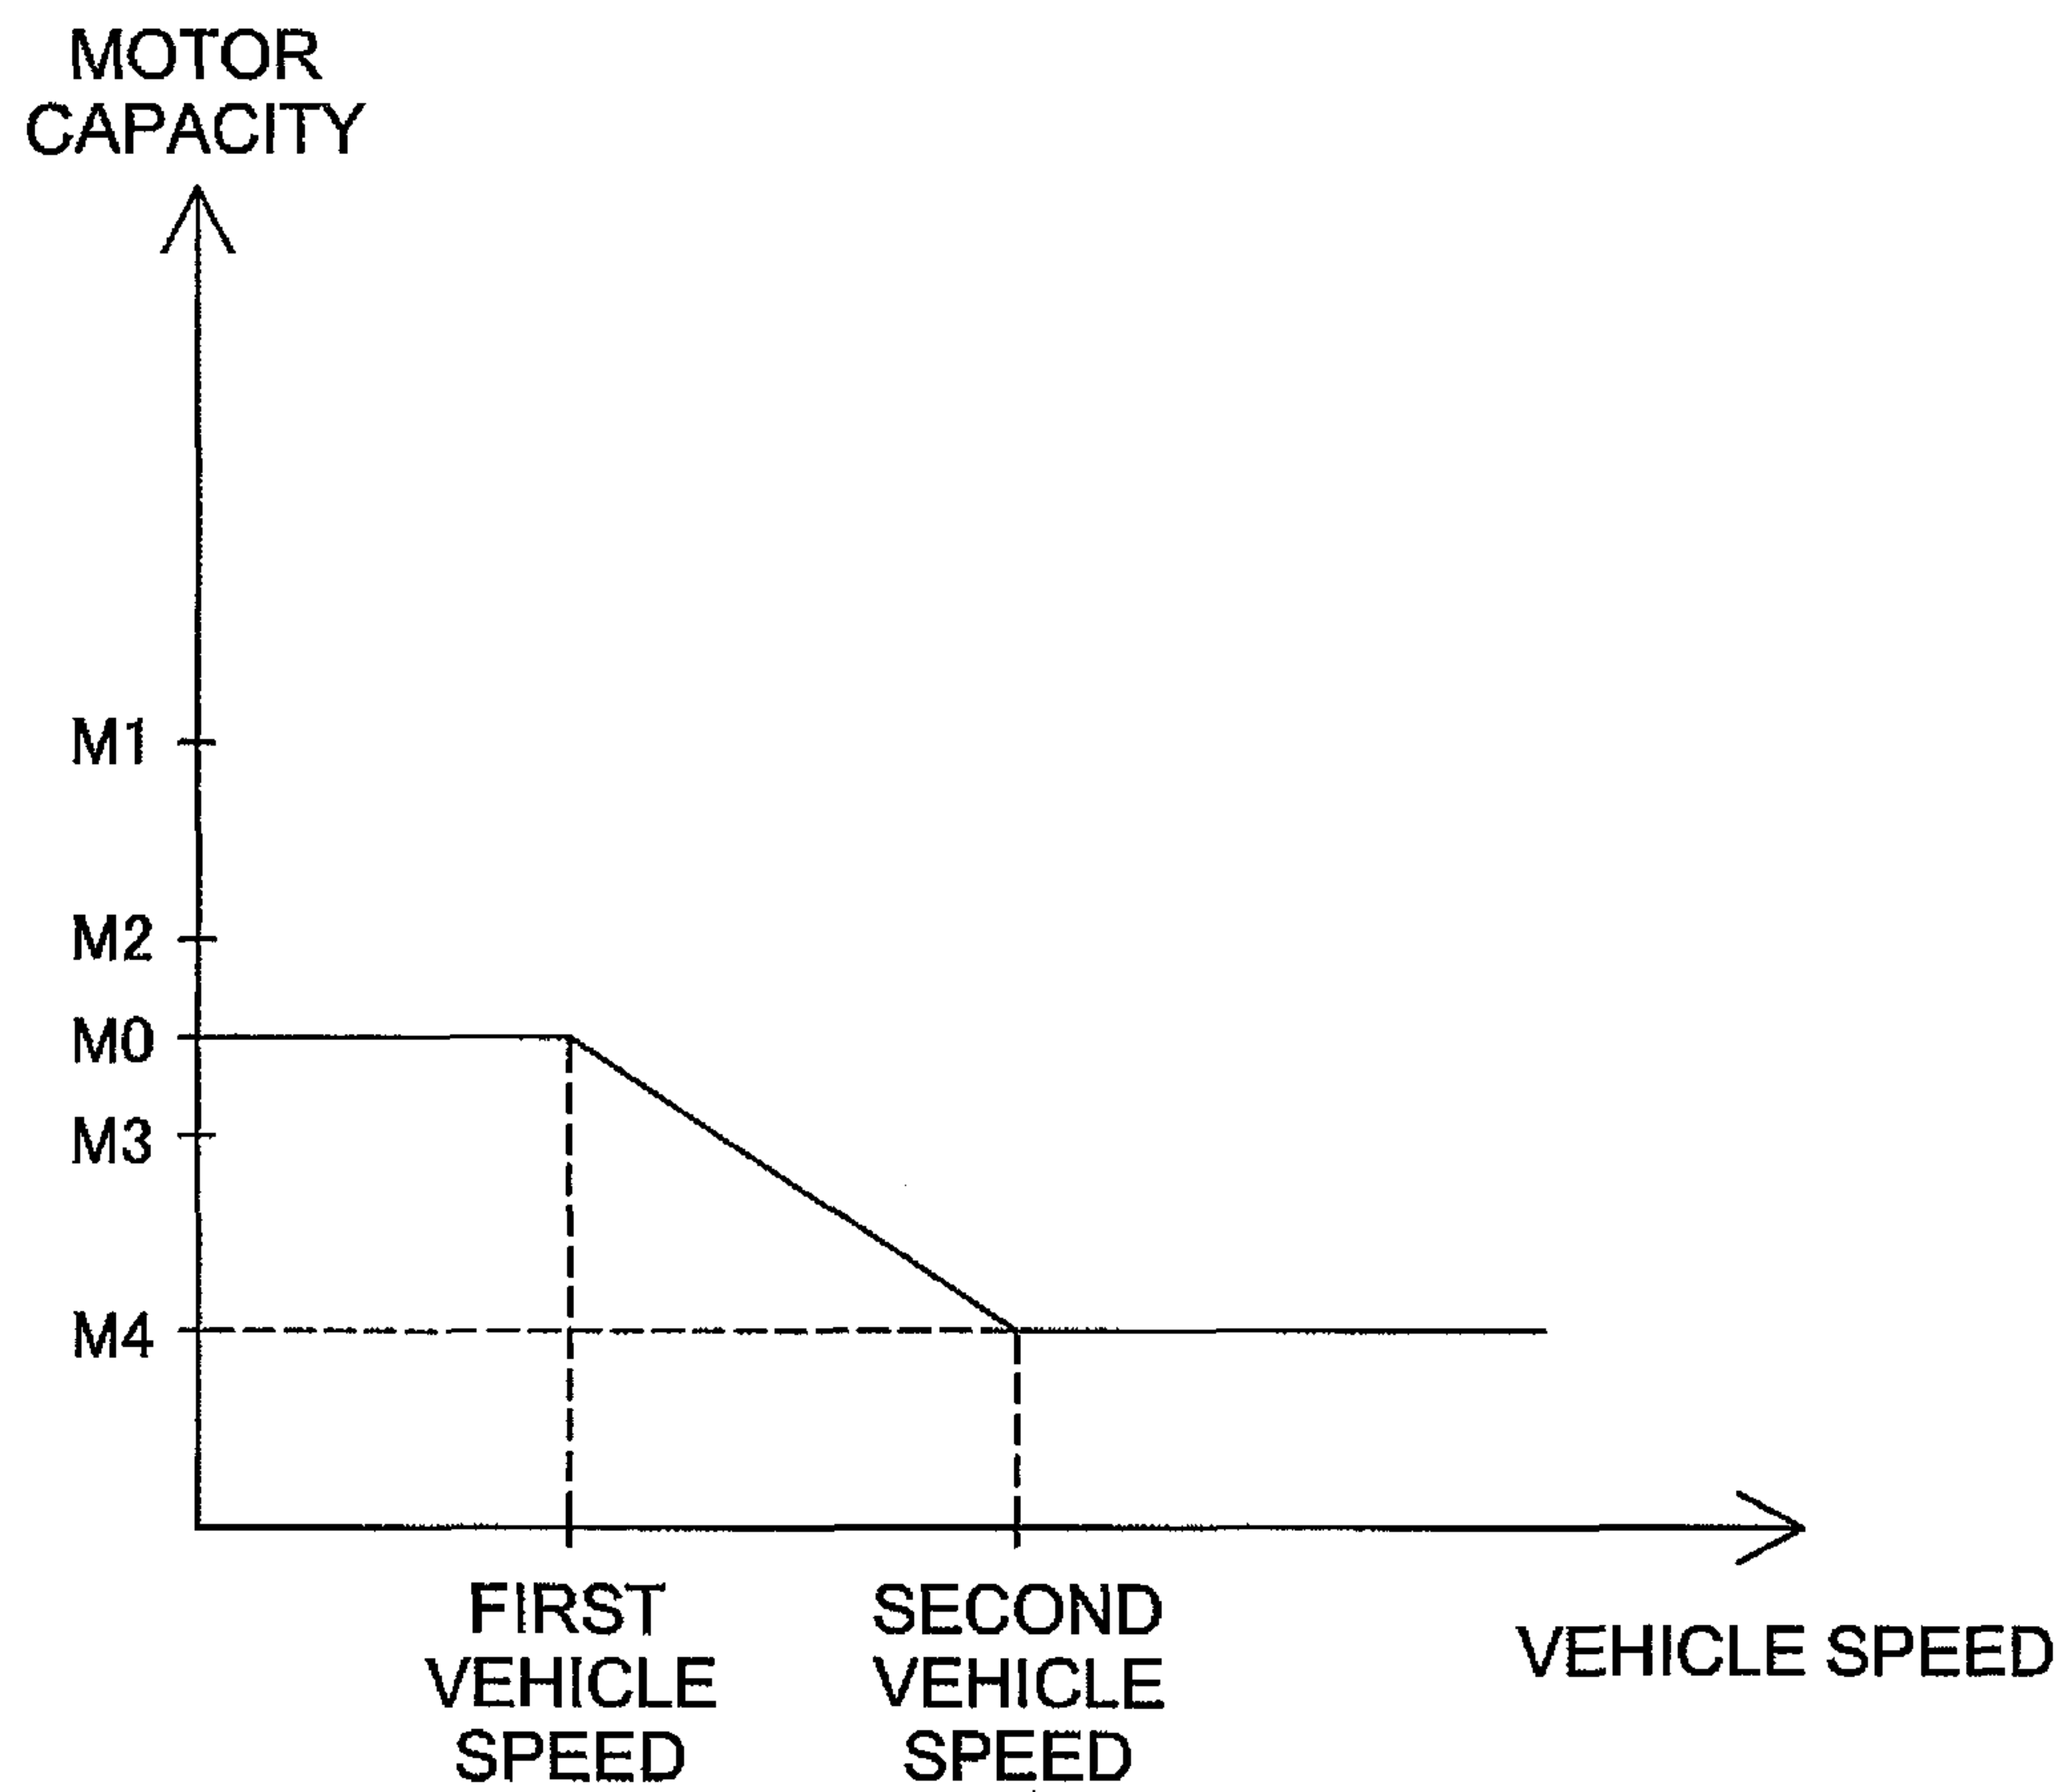 MOTOR
CAPACITY
M1
M2
M0
M3
M4
FIRST
VEHICLE
SPEED
SECOND
VEHICLE
SPEED
VEHICLE SPEED